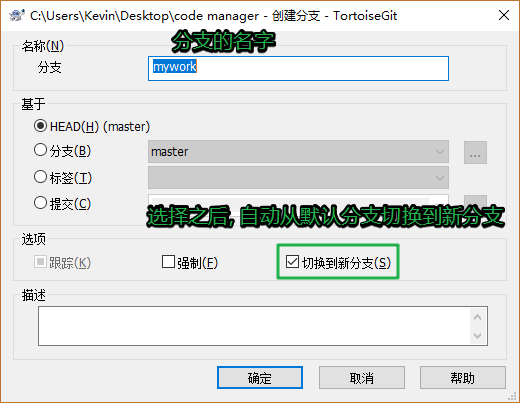 C:\Users\Kevin\Desktop\code manager - 创建分支 - TortoiseGit
名称(N) 分支的名字
分支 mywork
基于
HEAD(H) (master)
分支(B) master ...
标签(T)
提交(C)
选择之后, 自动从默认分支切换到新分支
选项
跟踪(K) 强制(F) 切换到新分支(S)
描述
确定 取消 帮助